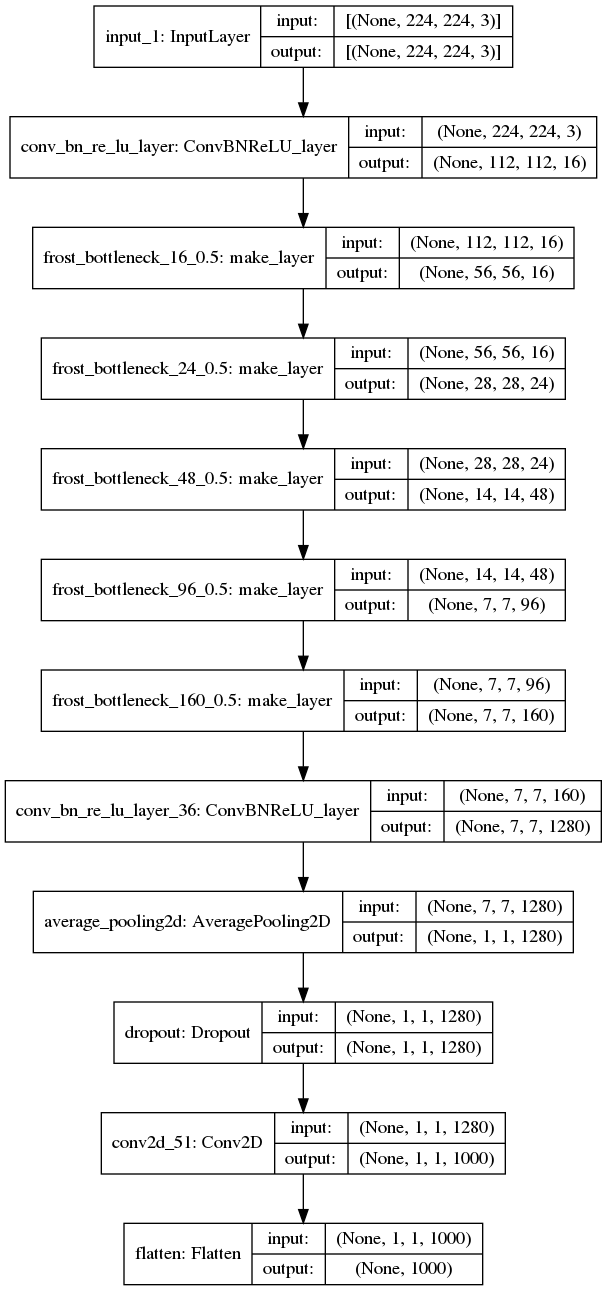 input_1: InputLayer
input:
[(None, 224, 224, 3)]
output:
[(None, 224, 224, 3)]
conv_bn_re_lu_layer: ConvBNReLU_layer
input:
(None, 224, 224, 3)
output:
(None, 112, 112, 16)
frost_bottleneck_16_0.5: make_layer
input:
(None, 112, 112, 16)
output:
(None, 56, 56, 16)
frost_bottleneck_24_0.5: make_layer
input:
(None, 56, 56, 16)
output:
(None, 28, 28, 24)
frost_bottleneck_48_0.5: make_layer
input:
(None, 28, 28, 24)
output:
(None, 14, 14, 48)
frost_bottleneck_96_0.5: make_layer
input:
(None, 14, 14, 48)
output:
(None, 7, 7, 96)
frost_bottleneck_160_0.5: make_layer
input:
(None, 7, 7, 96)
output:
(None, 7, 7, 160)
conv_bn_re_lu_layer_36: ConvBNReLU_layer
input:
(None, 7, 7, 160)
output:
(None, 7, 7, 1280)
average_pooling2d: AveragePooling2D
input:
(None, 7, 7, 1280)
output:
(None, 1, 1, 1280)
dropout: Dropout
input:
(None, 1, 1, 1280)
output:
(None, 1, 1, 1280)
conv2d_51: Conv2D
input:
(None, 1, 1, 1280)
output:
(None, 1, 1, 1000)
flatten: Flatten
input:
(None, 1, 1, 1000)
output:
(None, 1000)